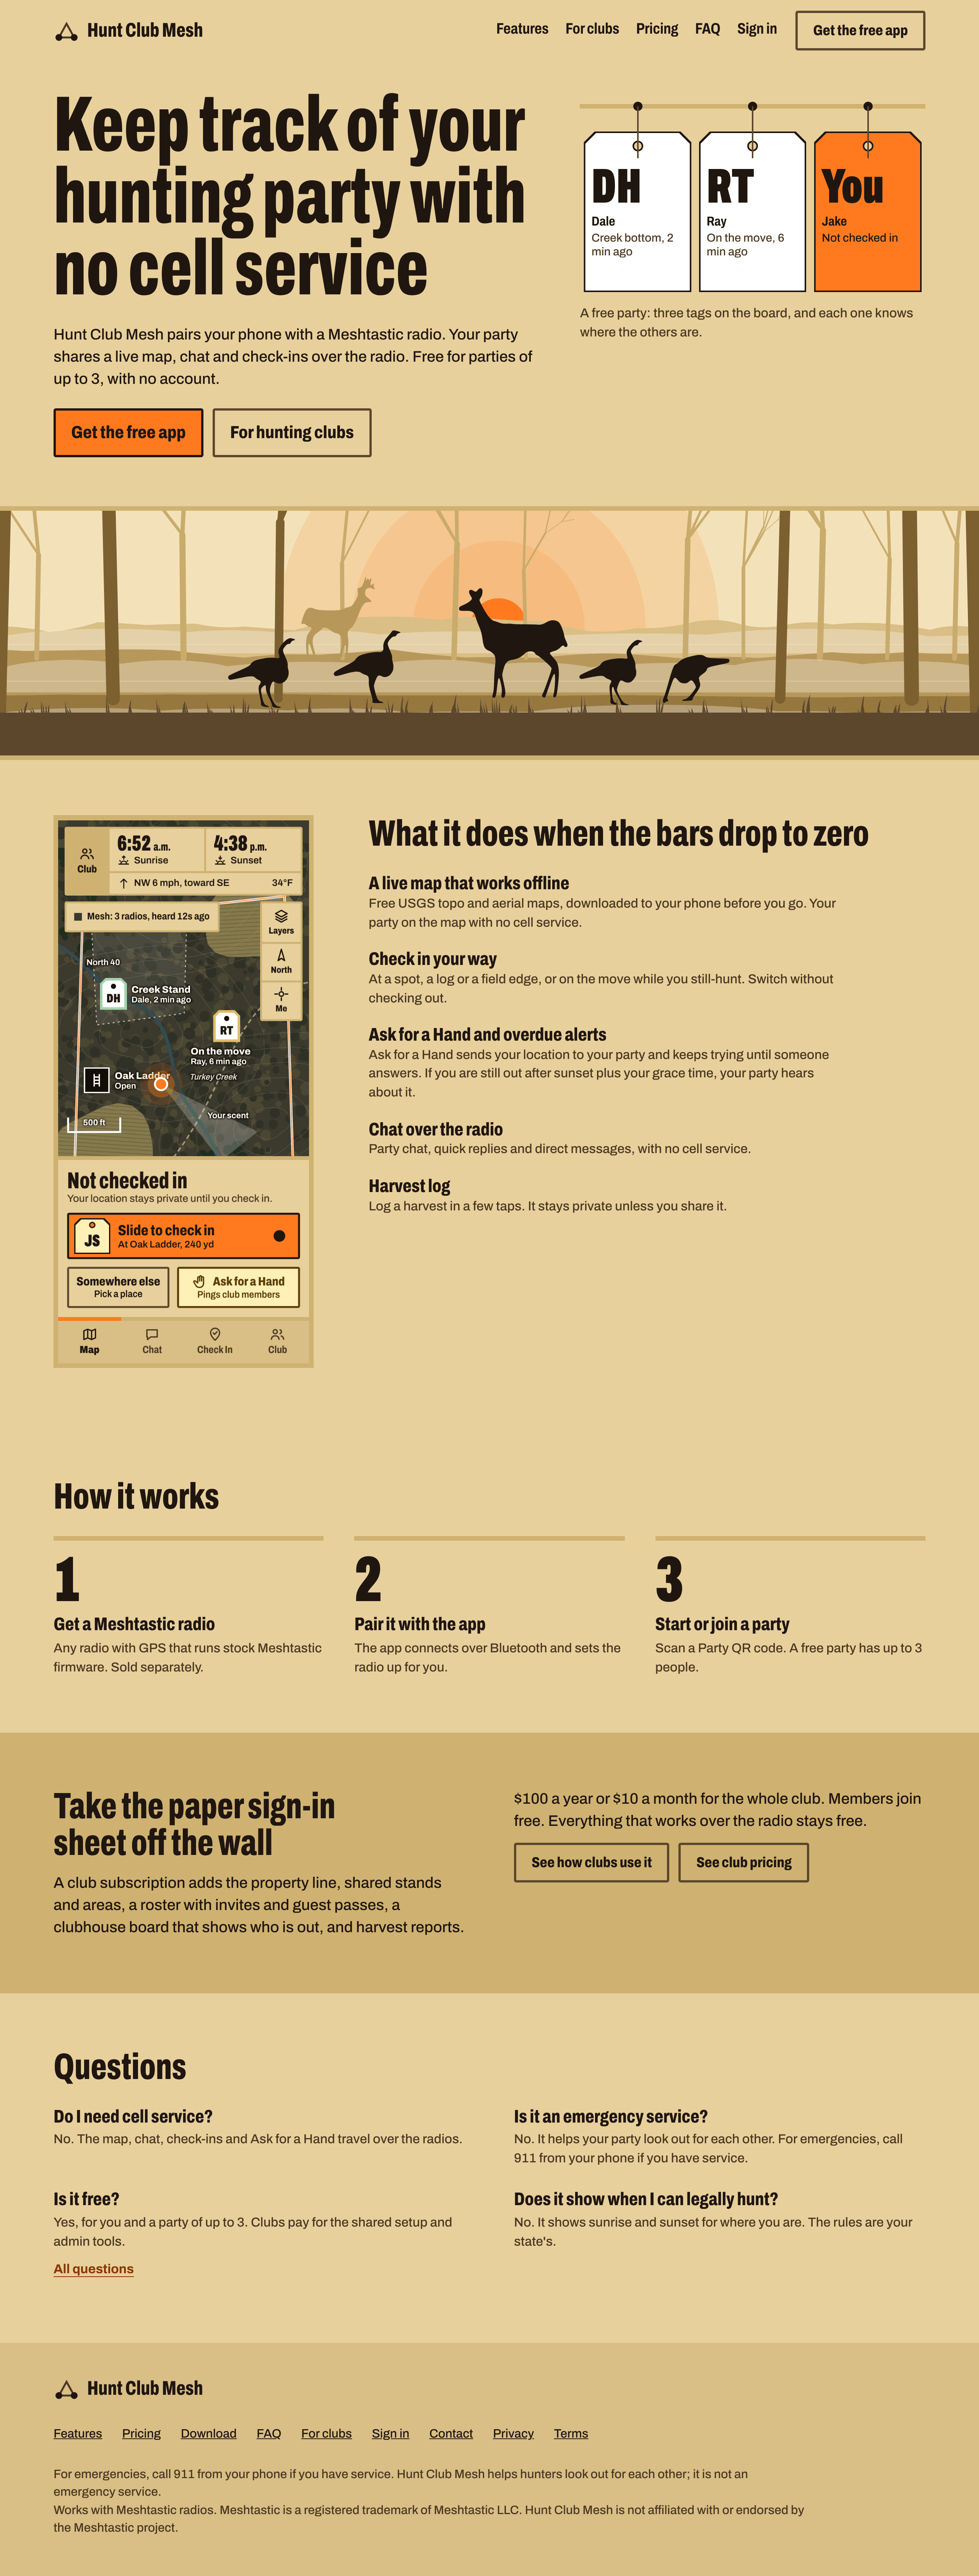 Hunt Club Mesh
Features
For clubs
Pricing
FAQ
Sign in
Get the free app
Keep track of your
hunting party with
no cell service
Hunt Club Mesh pairs your phone with a Meshtastic radio. Your party
shares a live map, chat and check-ins over the radio. Free for parties of
up to 3, with no account.
Get the free app
For hunting clubs
DH
Dale
Creek bottom, 2
min ago
RT
Ray
On the move, 6
min ago
You
Jake
Not checked in
A free party: three tags on the board, and each one knows
where the others are.
Club
6:52 a.m.
Sunrise
4:38 p.m.
Sunset
NW 6 mph, toward SE
34°F
Mesh: 3 radios, heard 12s ago
Layers
North
Me
North 40
DH
Creek Stand
Dale, 2 min ago
RT
On the move
Ray, 6 min ago
Turkey Creek
Oak Ladder
Open
Your scent
500 ft
Not checked in
Your location stays private until you check in.
JS
Slide to check in
At Oak Ladder, 240 yd
Somewhere else
Pick a place
Ask for a Hand
Pings club members
Map
Chat
Check In
Club
What it does when the bars drop to zero
A live map that works offline
Free USGS topo and aerial maps, downloaded to your phone before you go. Your
party on the map with no cell service.
Check in your way
At a spot, a log or a field edge, or on the move while you still-hunt. Switch without
checking out.
Ask for a Hand and overdue alerts
Ask for a Hand sends your location to your party and keeps trying until someone
answers. If you are still out after sunset plus your grace time, your party hears
about it.
Chat over the radio
Party chat, quick replies and direct messages, with no cell service.
Harvest log
Log a harvest in a few taps. It stays private unless you share it.
How it works
1
Get a Meshtastic radio
Any radio with GPS that runs stock Meshtastic
firmware. Sold separately.
2
Pair it with the app
The app connects over Bluetooth and sets the
radio up for you.
3
Start or join a party
Scan a Party QR code. A free party has up to 3
people.
Take the paper sign-in
sheet off the wall
A club subscription adds the property line, shared stands
and areas, a roster with invites and guest passes, a
clubhouse board that shows who is out, and harvest reports.
$100 a year or $10 a month for the whole club. Members join
free. Everything that works over the radio stays free.
See how clubs use it
See club pricing
Questions
Do I need cell service?
No. The map, chat, check-ins and Ask for a Hand travel over the radios.
Is it an emergency service?
No. It helps your party look out for each other. For emergencies, call
911 from your phone if you have service.
Is it free?
Yes, for you and a party of up to 3. Clubs pay for the shared setup and
admin tools.
Does it show when I can legally hunt?
No. It shows sunrise and sunset for where you are. The rules are your
state's.
All questions
Hunt Club Mesh
Features
Pricing
Download
FAQ
For clubs
Sign in
Contact
Privacy
Terms
For emergencies, call 911 from your phone if you have service. Hunt Club Mesh helps hunters look out for each other; it is not an
emergency service.
Works with Meshtastic radios. Meshtastic is a registered trademark of Meshtastic LLC. Hunt Club Mesh is not affiliated with or endorsed by
the Meshtastic project.